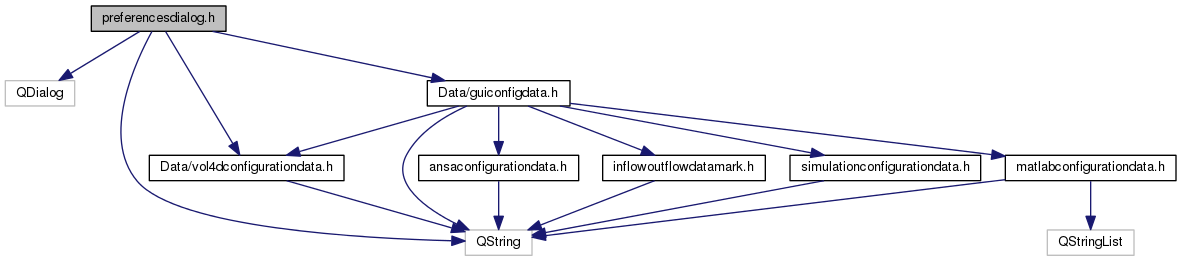 preferencesdialog.h
QDialog
Data/guiconfigdata.h
Data/vol4dconfigurationdata.h
ansaconfigurationdata.h
inflowoutflowdatamark.h
simulationconfigurationdata.h
matlabconfigurationdata.h
QString
QStringList